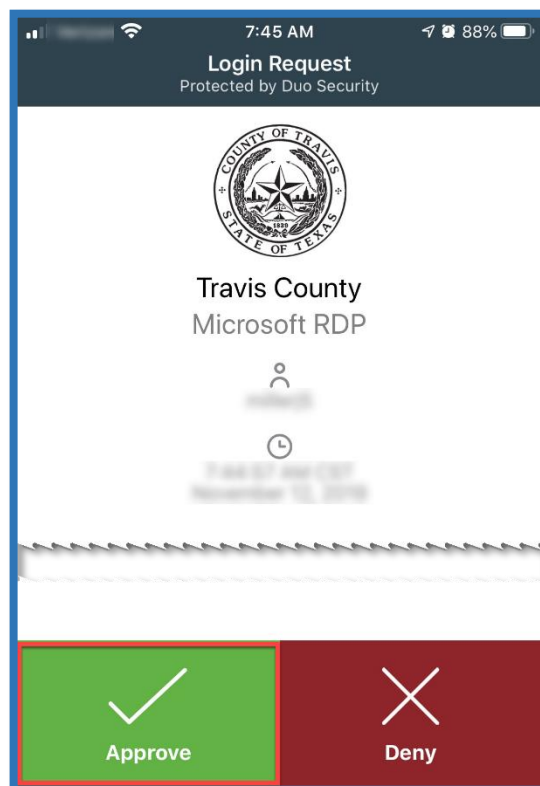 7:45 AM
88%
Login Request
Protected by Duo Security
COUNTY OF TRAVIS
1839
STATE OF TEXAS
Travis County
Microsoft RDP
Approve
Deny